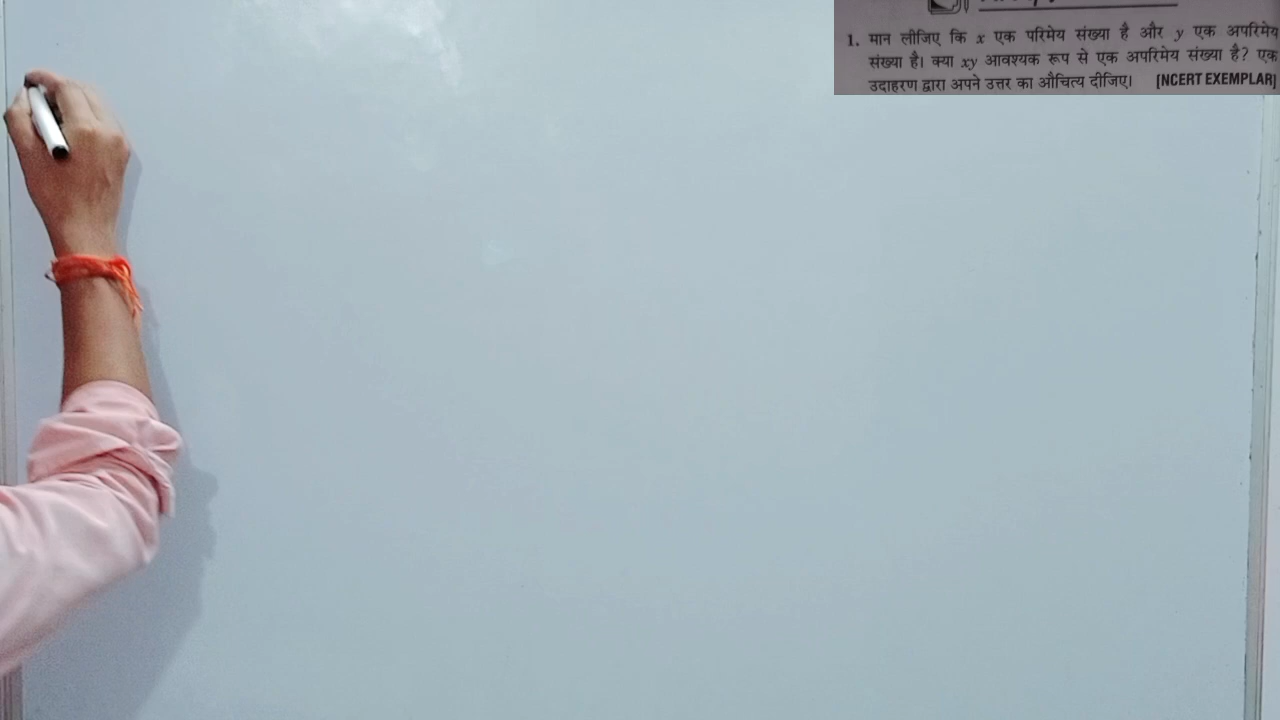 1. मान लीजिए कि x एक परिमेय संख्या है और y एक अपरिमेय
संख्या है। क्या xy आवश्यक रूप से एक अपरिमेय संख्या है? एक
उदाहरण द्वारा अपने उत्तर का औचित्य दीजिए। [NCERT EXEMPLAR]